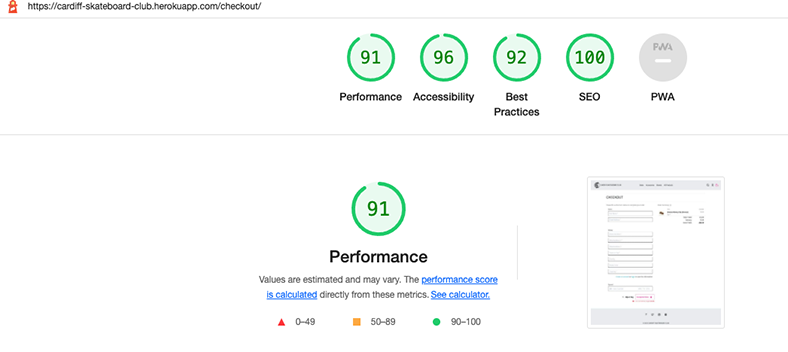 https://cardiff-skateboard-club.herokuapp.com/checkout/
91
96
92
100
PWA
Performance
Accessibility
Best
Practices
SEO
PWA
91
Performance
Values are estimated and may vary. The performance score
is calculated directly from these metrics. See calculator.
0–49
50–89
90–100
CHECKOUT